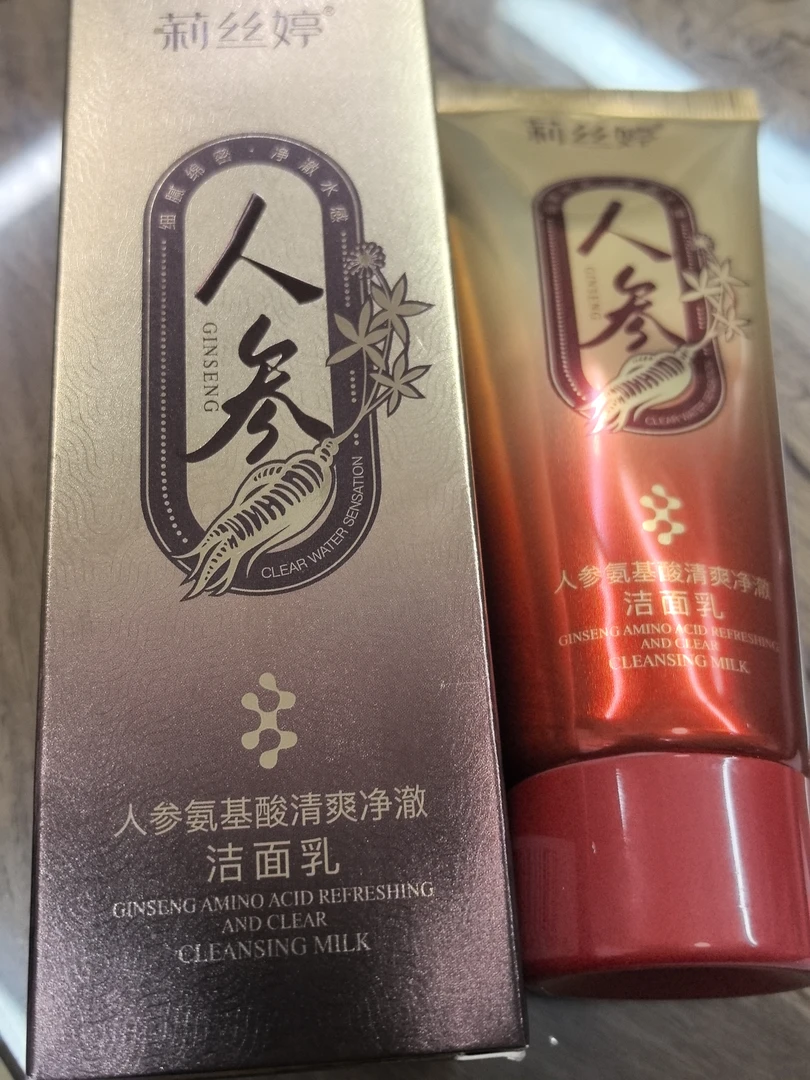 莉丝婷®
细腻绵密·净澈水感
人参
GINSENG
CLEAR WATER SENSATION
人参氨基酸清爽净澈
洁面乳
GINSENG AMINO ACID REFRESHING
AND CLEAR
CLEANSING MILK
莉丝婷
人参
GINSENG
CLEAR WATER
人参氨基酸清爽净澈
洁面乳
GINSENG AMINO ACID REFRESHING
AND CLEAR
CLEANSING MILK